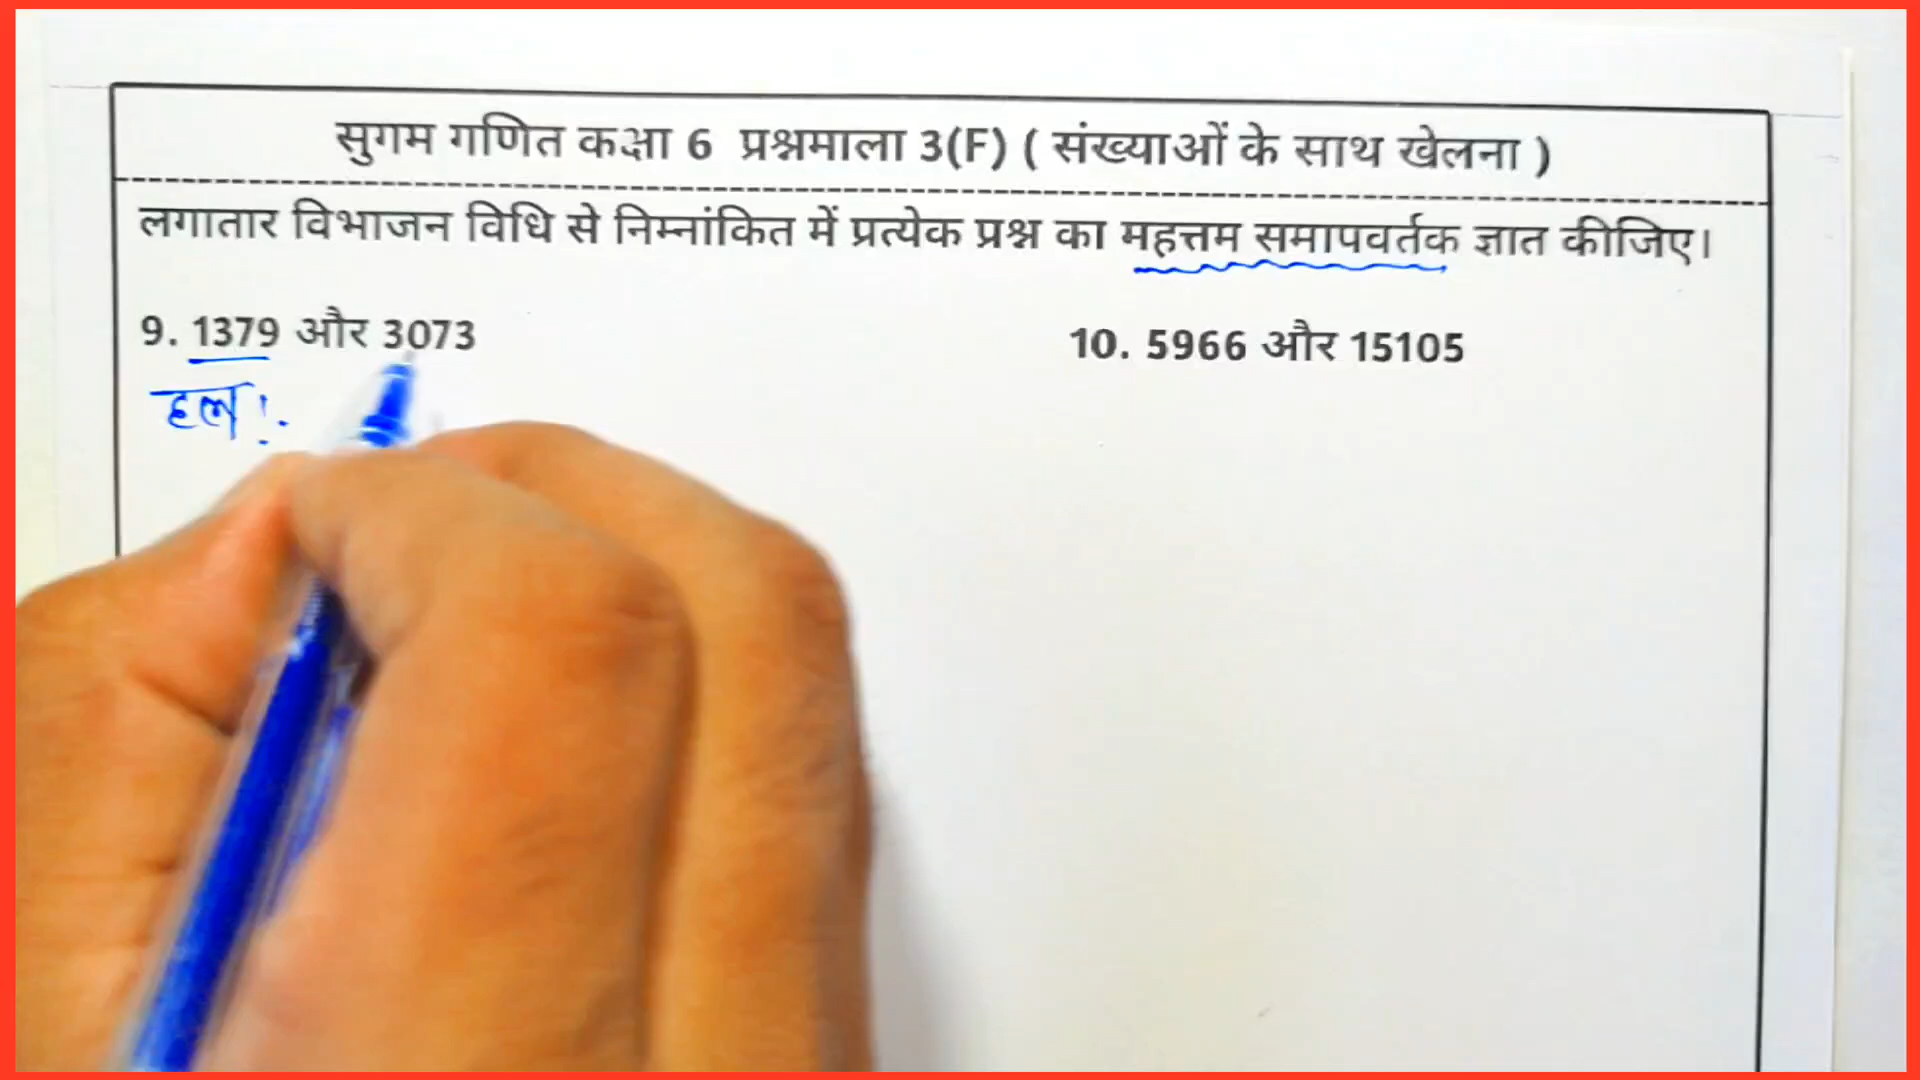 सुगम गणित कक्षा 6 प्रश्नमाला 3(F) ( संख्याओं के साथ खेलना )
लगातार विभाजन विधि से निम्नांकित में प्रत्येक प्रश्न का महत्तम समापवर्तक ज्ञात कीजिए।
9. 1379 और 3073
10. 5966 और 15105
हल :-